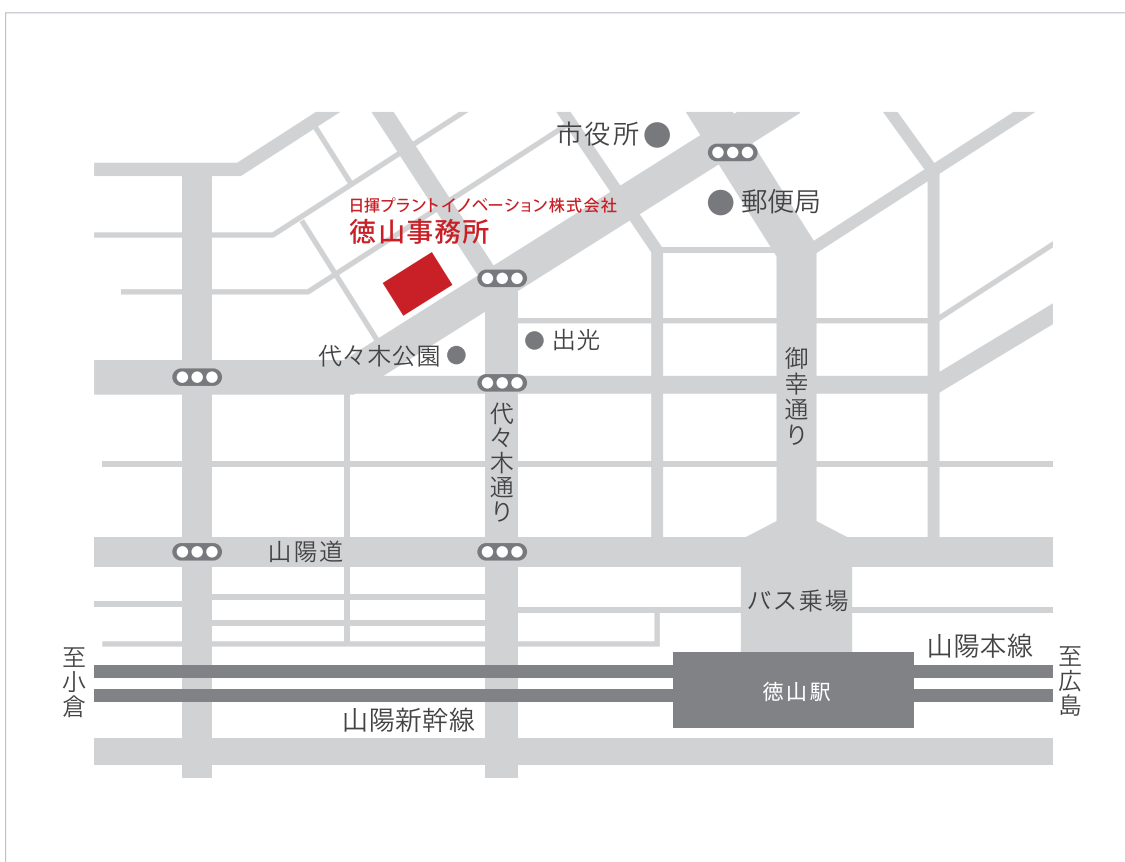 市役所
郵便局
日揮プラントイノベーション株式会社
徳山事務所
出光
代々木公園
御幸通り
代々木通り
山陽道
バス乗場
山陽本線
至小倉
至広島
徳山駅
山陽新幹線